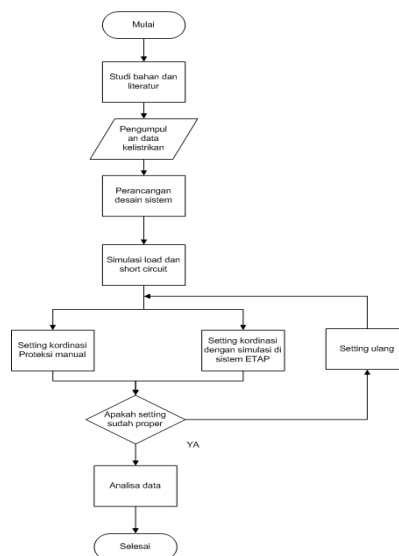 Mulai
Studi bahan dan
literatur
Pengumpul
an data
kelistrikan
Perancangan
desain sistem
Simulasi load dan
short circuit
Setting kordinasi
Proteksi manual
Setting kordinasi
dengan simulasi di
sistem ETAP
Setting ulang
Apakah setting
sudah proper
YA
Analisa data
Selesai